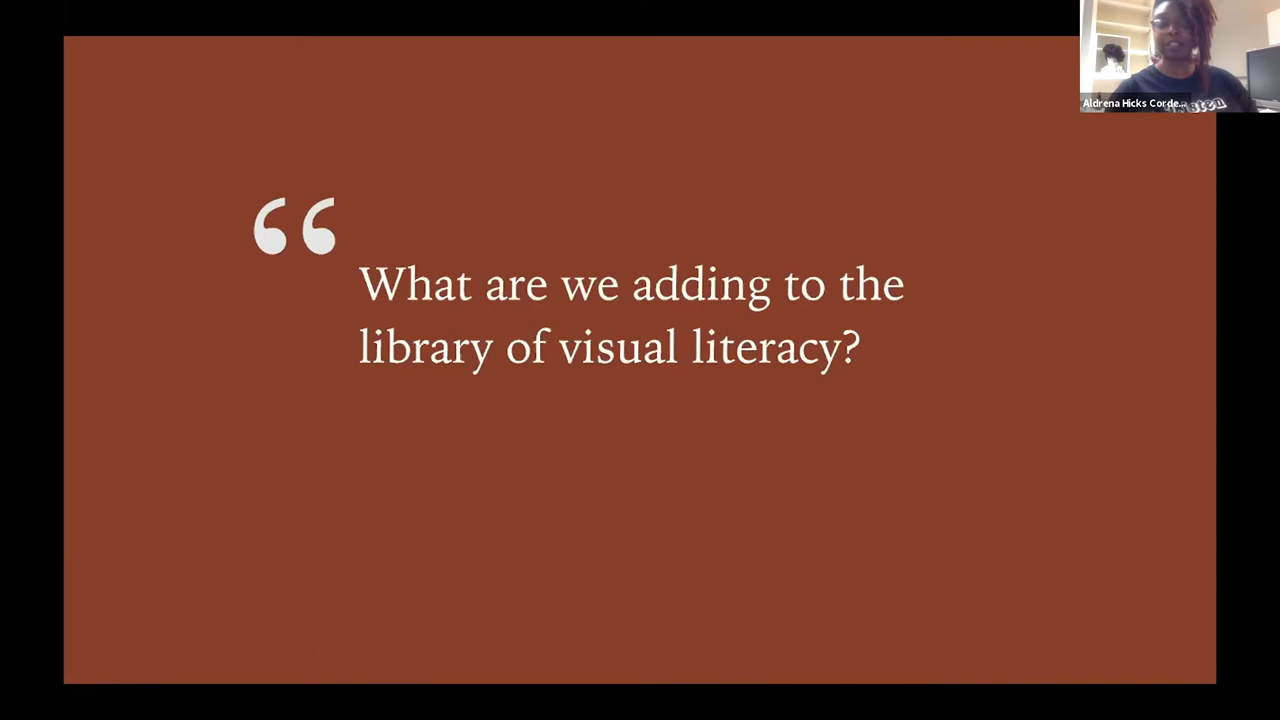 Aldrena Hicks Corde...
“
What are we adding to the
library of visual literacy?